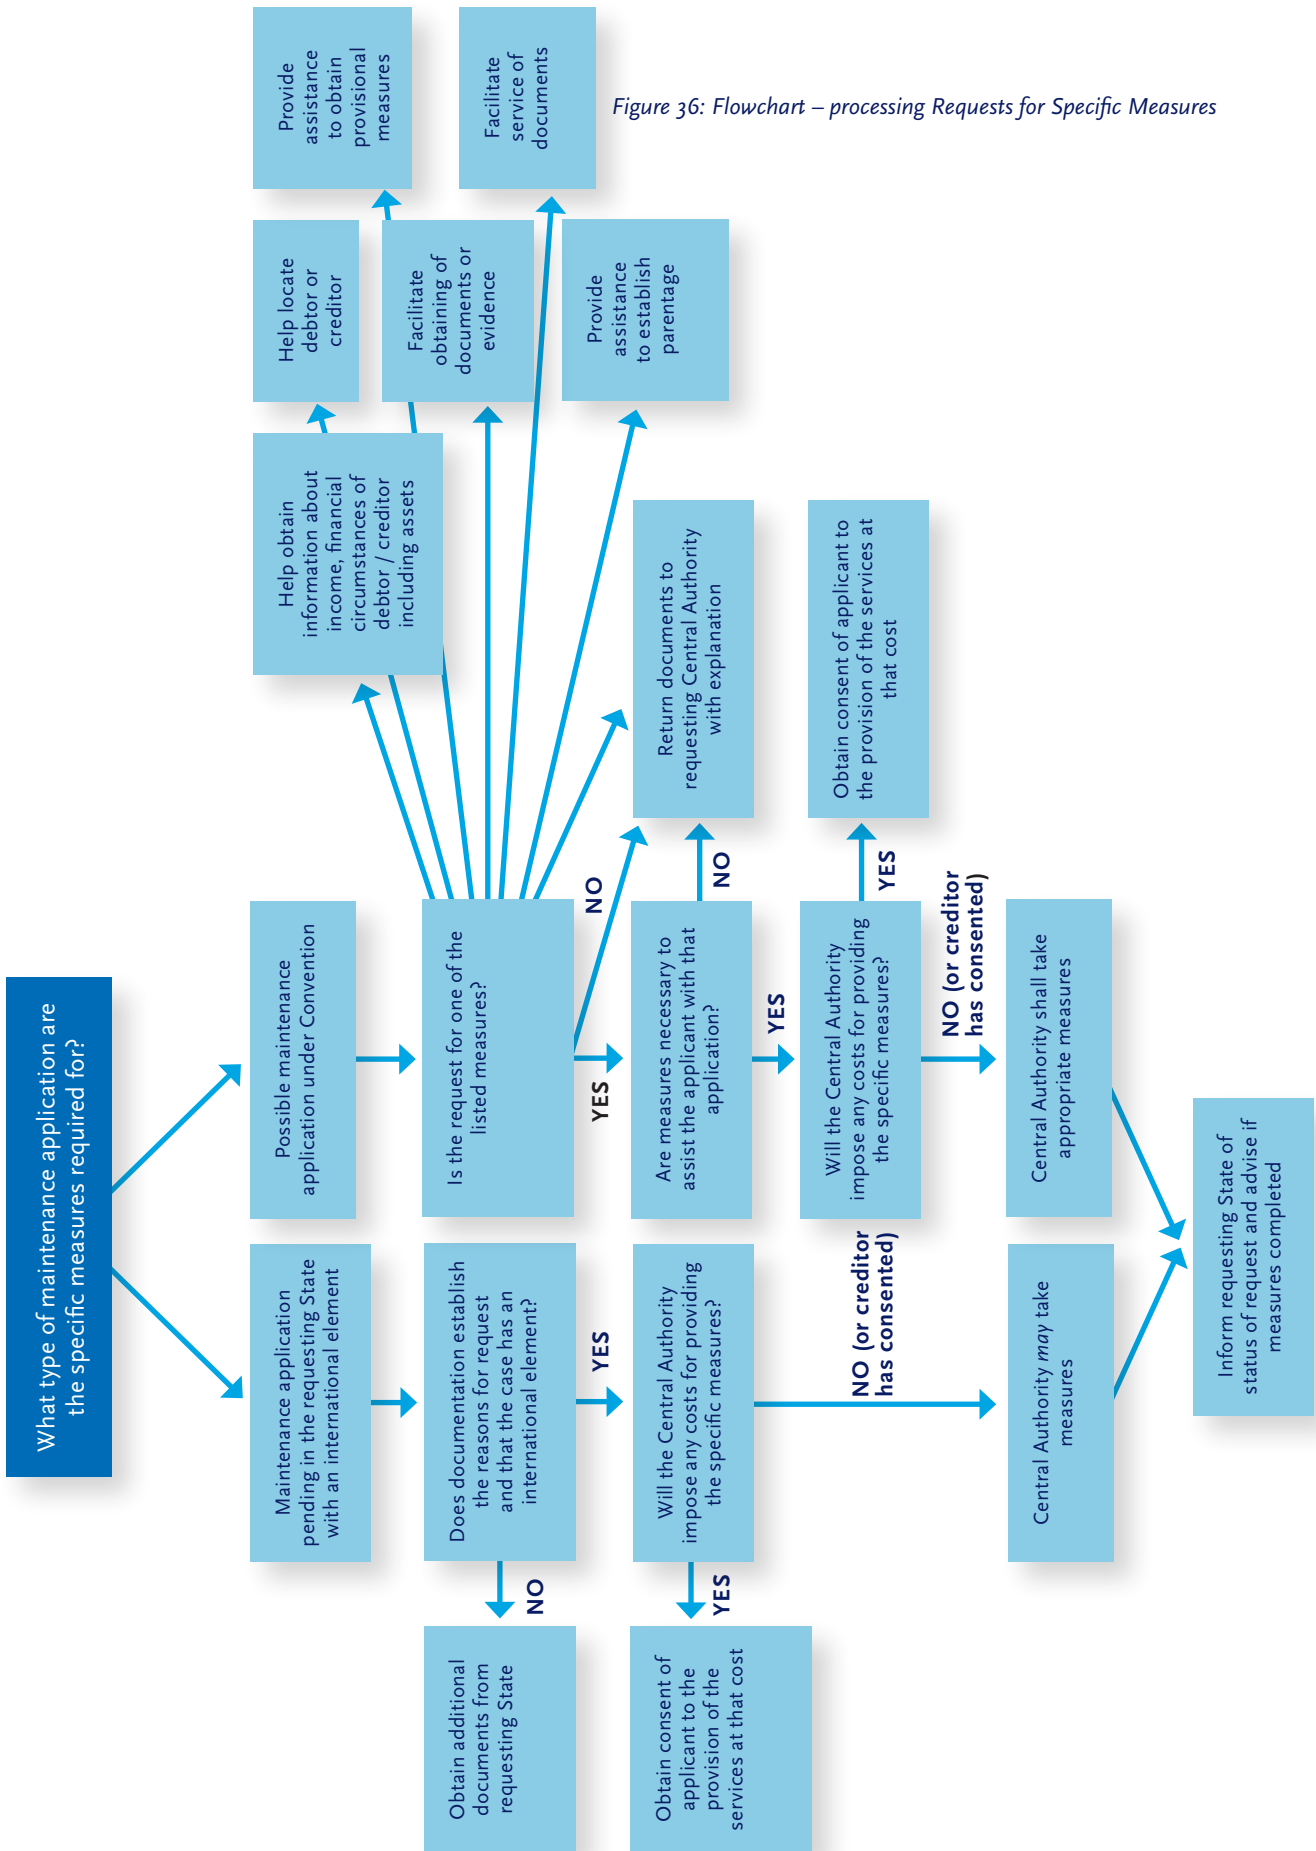 Figure 36: Flowchart – processing Requests for Specific Measures
What type of maintenance application are
the specific measures required for?
Maintenance application
pending in the requesting State
with an international element
Possible maintenance
application under Convention
Does documentation establish
the reasons for request
and that the case has an
international element?
NO
Obtain additional
documents from
requesting State
YES
Will the Central Authority
impose any costs for providing
the specific measures?
YES
Obtain consent of
applicant to the
provision of the
services at that cost
NO (or creditor
has consented)
Central Authority may take
measures
Is the request for one of the
listed measures?
Help obtain
information about
income, financial
circumstances of
debtor / creditor
including assets
Help locate
debtor or
creditor
Provide
assistance
to obtain
provisional
measures
Facilitate
obtaining of
documents or
evidence
Facilitate
service of
documents
Provide
assistance
to establish
parentage
NO
Return documents to
requesting Central Authority
with explanation
YES
Are measures necessary to
assist the applicant with that
application?
NO
YES
Will the Central Authority
impose any costs for providing
the specific measures?
YES
Obtain consent of applicant to
the provision of the services at
that cost
NO (or creditor
has consented)
Central Authority shall take
appropriate measures
Inform requesting State of
status of request and advise if
measures completed